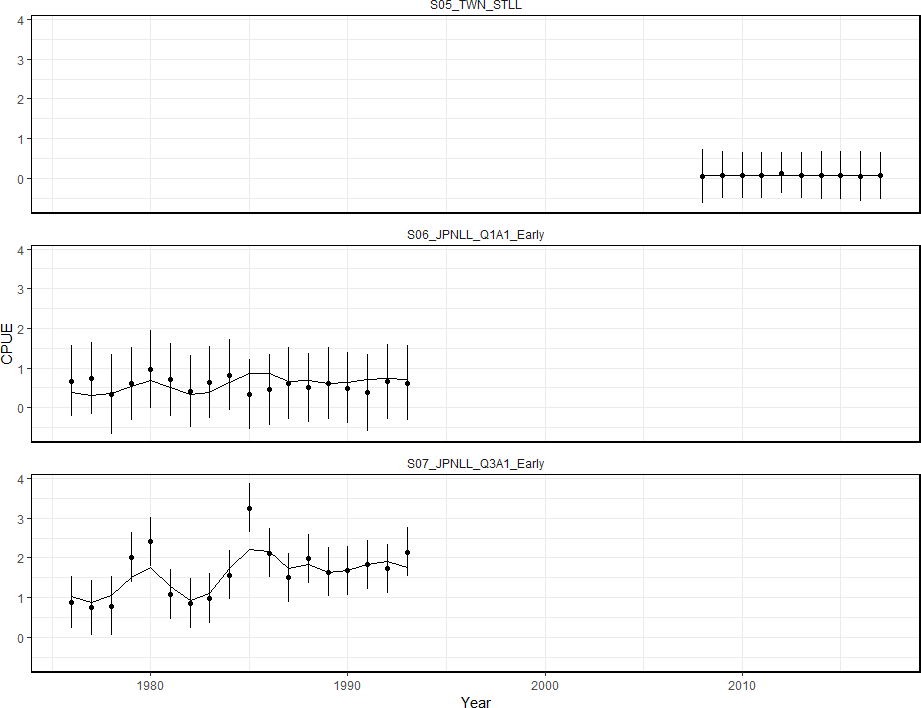 S05_TWN_STLL
4
3
2
1
0
S06_JPNLL_Q1A1_Early
4
3
2
1
0
CPUE
S07_JPNLL_Q3A1_Early
4
3
2
1
0
1980 1990 2000 2010
Year